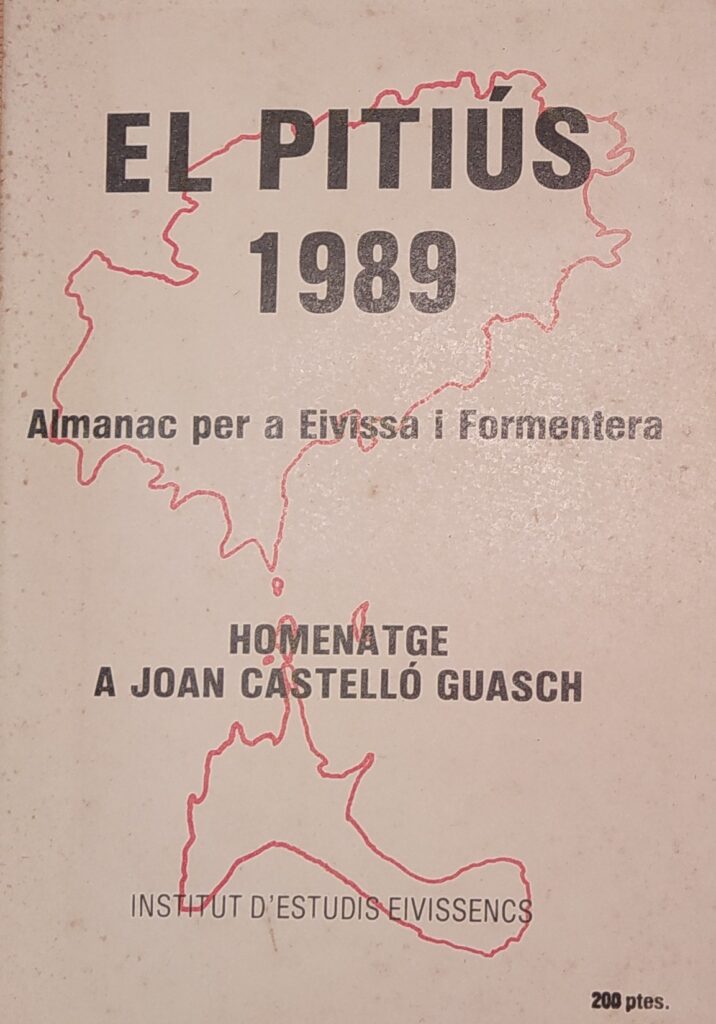 EL PITIÚS
1989
Almanac per a Eivissa i Formentera
HOMENATGE
A JOAN CASTELLÓ GUASCH
INSTITUT D'ESTUDIS EIVISSENCS
200 ptes.